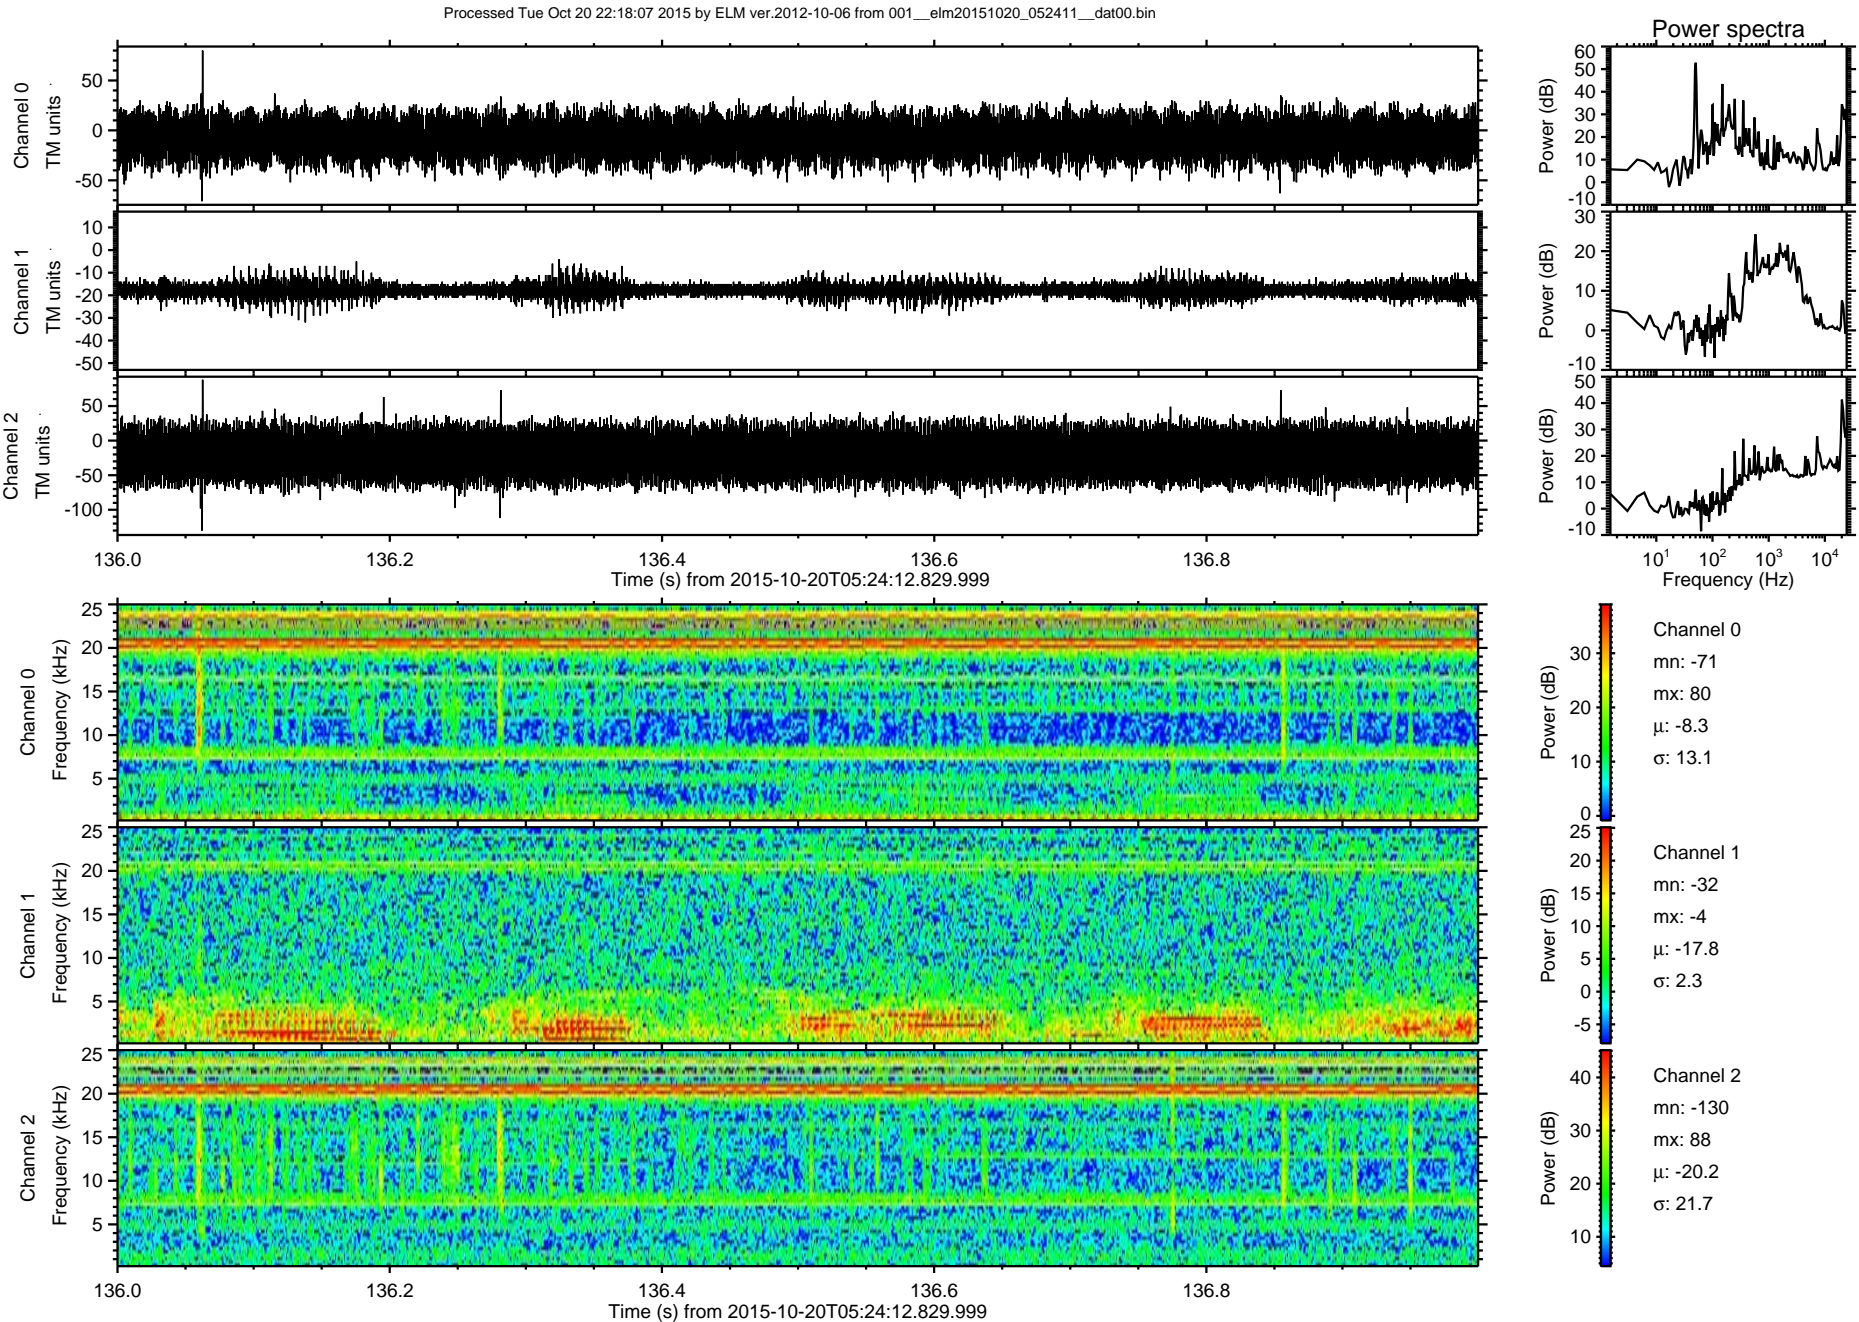 Processed Tue Oct 20 22:18:07 2015 by ELM ver.2012-10-06 from 001__elm20151020_052411__dat00.bin
Power spectra
Channel 0
TM units
50
0
-50
Power (dB)
60
50
40
30
20
10
0
-10
Channel 1
TM units
10
0
-10
-20
-30
-40
-50
Power (dB)
30
20
10
0
-10
Channel 2
TM units
50
0
-50
-100
Power (dB)
50
40
30
20
10
0
-10
136.0 136.2 136.4 136.6 136.8
Time (s) from 2015-10-20T05:24:12.829.999
10^1 10^2 10^3 10^4
Frequency (Hz)
Channel 0
Frequency (kHz)
25
20
15
10
5
Power (dB)
30
20
10
0
Channel 0
mn: -71
mx: 80
μ: -8.3
σ: 13.1
Channel 1
Frequency (kHz)
25
20
15
10
5
Power (dB)
25
20
15
10
5
0
-5
Channel 1
mn: -32
mx: -4
μ: -17.8
σ: 2.3
Channel 2
Frequency (kHz)
25
20
15
10
5
Power (dB)
40
30
20
10
Channel 2
mn: -130
mx: 88
μ: -20.2
σ: 21.7
136.0 136.2 136.4 136.6 136.8
Time (s) from 2015-10-20T05:24:12.829.999